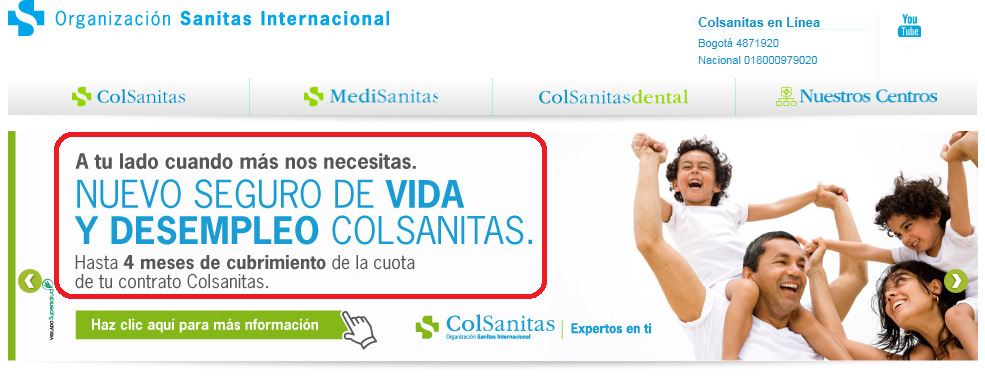 Organización Sanitas Internacional
Colsanitas en Línea
Bogotá 4871920
Nacional 018000979020
You
Tube
ColSanitas
MediSanitas
ColSanitasdental
Nuestros Centros
A tu lado cuando más nos necesitas.
NUEVO SEGURO DE VIDA
Y DESEMPLEO COLSANITAS.
Hasta 4 meses de cubrimiento de la cuota
de tu contrato Colsanitas.
VIGILADO Supersalud
Haz clic aquí para más nformación
ColSanitas
Organización Sanitas Internacional
Expertos en ti